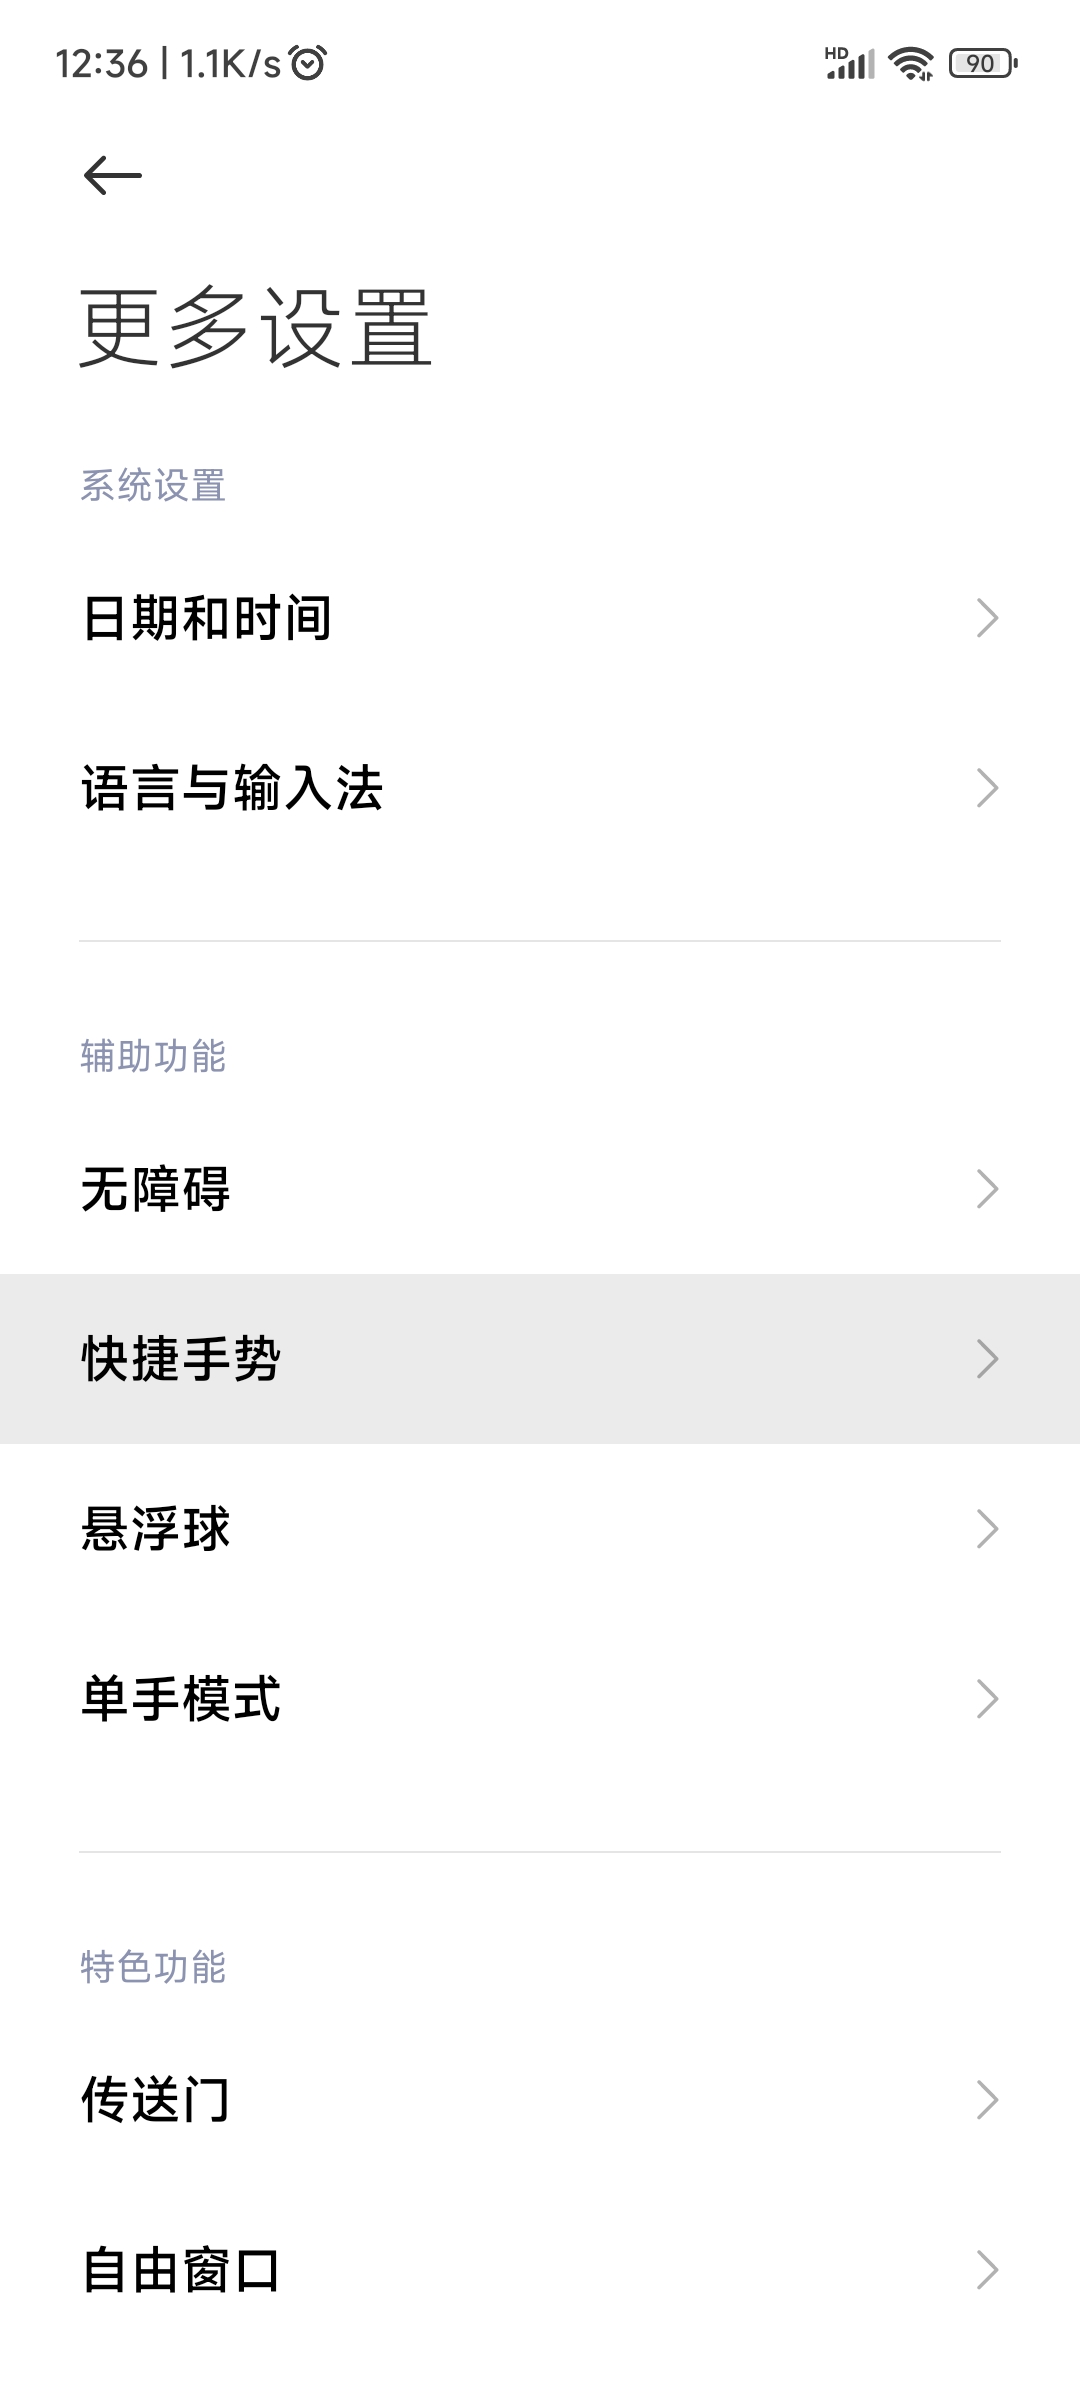 12:36 | 1.1K/s HD 90
更多设置
系统设置
日期和时间
语言与输入法
辅助功能
无障碍
快捷手势
悬浮球
单手模式
特色功能
传送门
自由窗口